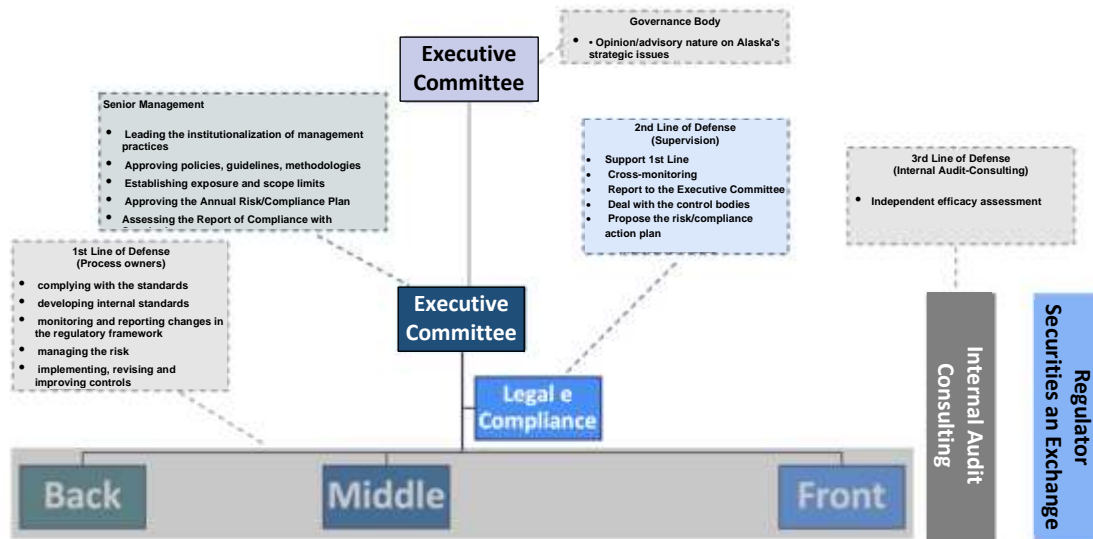 Governance Body
• • Opinion/advisory nature on Alaska's
strategic issues
Executive
Committee
Senior Management
• Leading the institutionalization of management
practices
• Approving policies, guidelines, methodologies
• Establishing exposure and scope limits
• Approving the Annual Risk/Compliance Plan
• Assessing the Report of Compliance with
2nd Line of Defense
(Supervision)
• Support 1st Line
• Cross-monitoring
• Report to the Executive Committee
• Deal with the control bodies
• Propose the risk/compliance
action plan
3rd Line of Defense
(Internal Audit-Consulting)
• Independent efficacy assessment
1st Line of Defense
(Process owners)
• complying with the standards
• developing internal standards
• monitoring and reporting changes in
the regulatory framework
• managing the risk
• implementing, revising and
improving controls
Executive
Committee
Legal e
Compliance
Back
Middle
Front
Internal Audit
Consulting
Regulator
Securities an Exchange